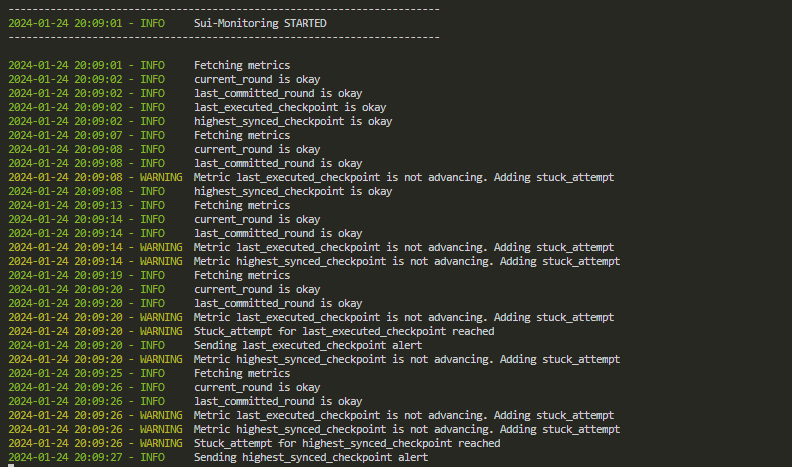 ------------------------------------------------------------------------
2024-01-24 20:09:01 - INFO     Sui-Monitoring STARTED
------------------------------------------------------------------------
2024-01-24 20:09:01 - INFO     Fetching metrics
2024-01-24 20:09:02 - INFO     current_round is okay
2024-01-24 20:09:02 - INFO     last_committed_round is okay
2024-01-24 20:09:02 - INFO     last_executed_checkpoint is okay
2024-01-24 20:09:02 - INFO     highest_synced_checkpoint is okay
2024-01-24 20:09:07 - INFO     Fetching metrics
2024-01-24 20:09:08 - INFO     current_round is okay
2024-01-24 20:09:08 - INFO     last_committed_round is okay
2024-01-24 20:09:08 - WARNING  Metric last_executed_checkpoint is not advancing. Adding stuck_attempt
2024-01-24 20:09:08 - INFO     highest_synced_checkpoint is okay
2024-01-24 20:09:13 - INFO     Fetching metrics
2024-01-24 20:09:14 - INFO     current_round is okay
2024-01-24 20:09:14 - INFO     last_committed_round is okay
2024-01-24 20:09:14 - WARNING  Metric last_executed_checkpoint is not advancing. Adding stuck_attempt
2024-01-24 20:09:14 - WARNING  Metric highest_synced_checkpoint is not advancing. Adding stuck_attempt
2024-01-24 20:09:19 - INFO     Fetching metrics
2024-01-24 20:09:20 - INFO     current_round is okay
2024-01-24 20:09:20 - INFO     last_committed_round is okay
2024-01-24 20:09:20 - WARNING  Metric last_executed_checkpoint is not advancing. Adding stuck_attempt
2024-01-24 20:09:20 - WARNING  Stuck_attempt for last_executed_checkpoint reached
2024-01-24 20:09:20 - INFO     Sending last_executed_checkpoint alert
2024-01-24 20:09:20 - WARNING  Metric highest_synced_checkpoint is not advancing. Adding stuck_attempt
2024-01-24 20:09:25 - INFO     Fetching metrics
2024-01-24 20:09:26 - INFO     current_round is okay
2024-01-24 20:09:26 - INFO     last_committed_round is okay
2024-01-24 20:09:26 - WARNING  Metric last_executed_checkpoint is not advancing. Adding stuck_attempt
2024-01-24 20:09:26 - WARNING  Metric highest_synced_checkpoint is not advancing. Adding stuck_attempt
2024-01-24 20:09:26 - WARNING  Stuck_attempt for highest_synced_checkpoint reached
2024-01-24 20:09:27 - INFO     Sending highest_synced_checkpoint alert